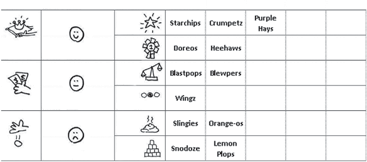 Starchips Crumpetz Purple Hays
Doreos Heehaws
Blastpops Blewpers
Wingz
Slingies Orange-os
Snodoze Lemon Plops